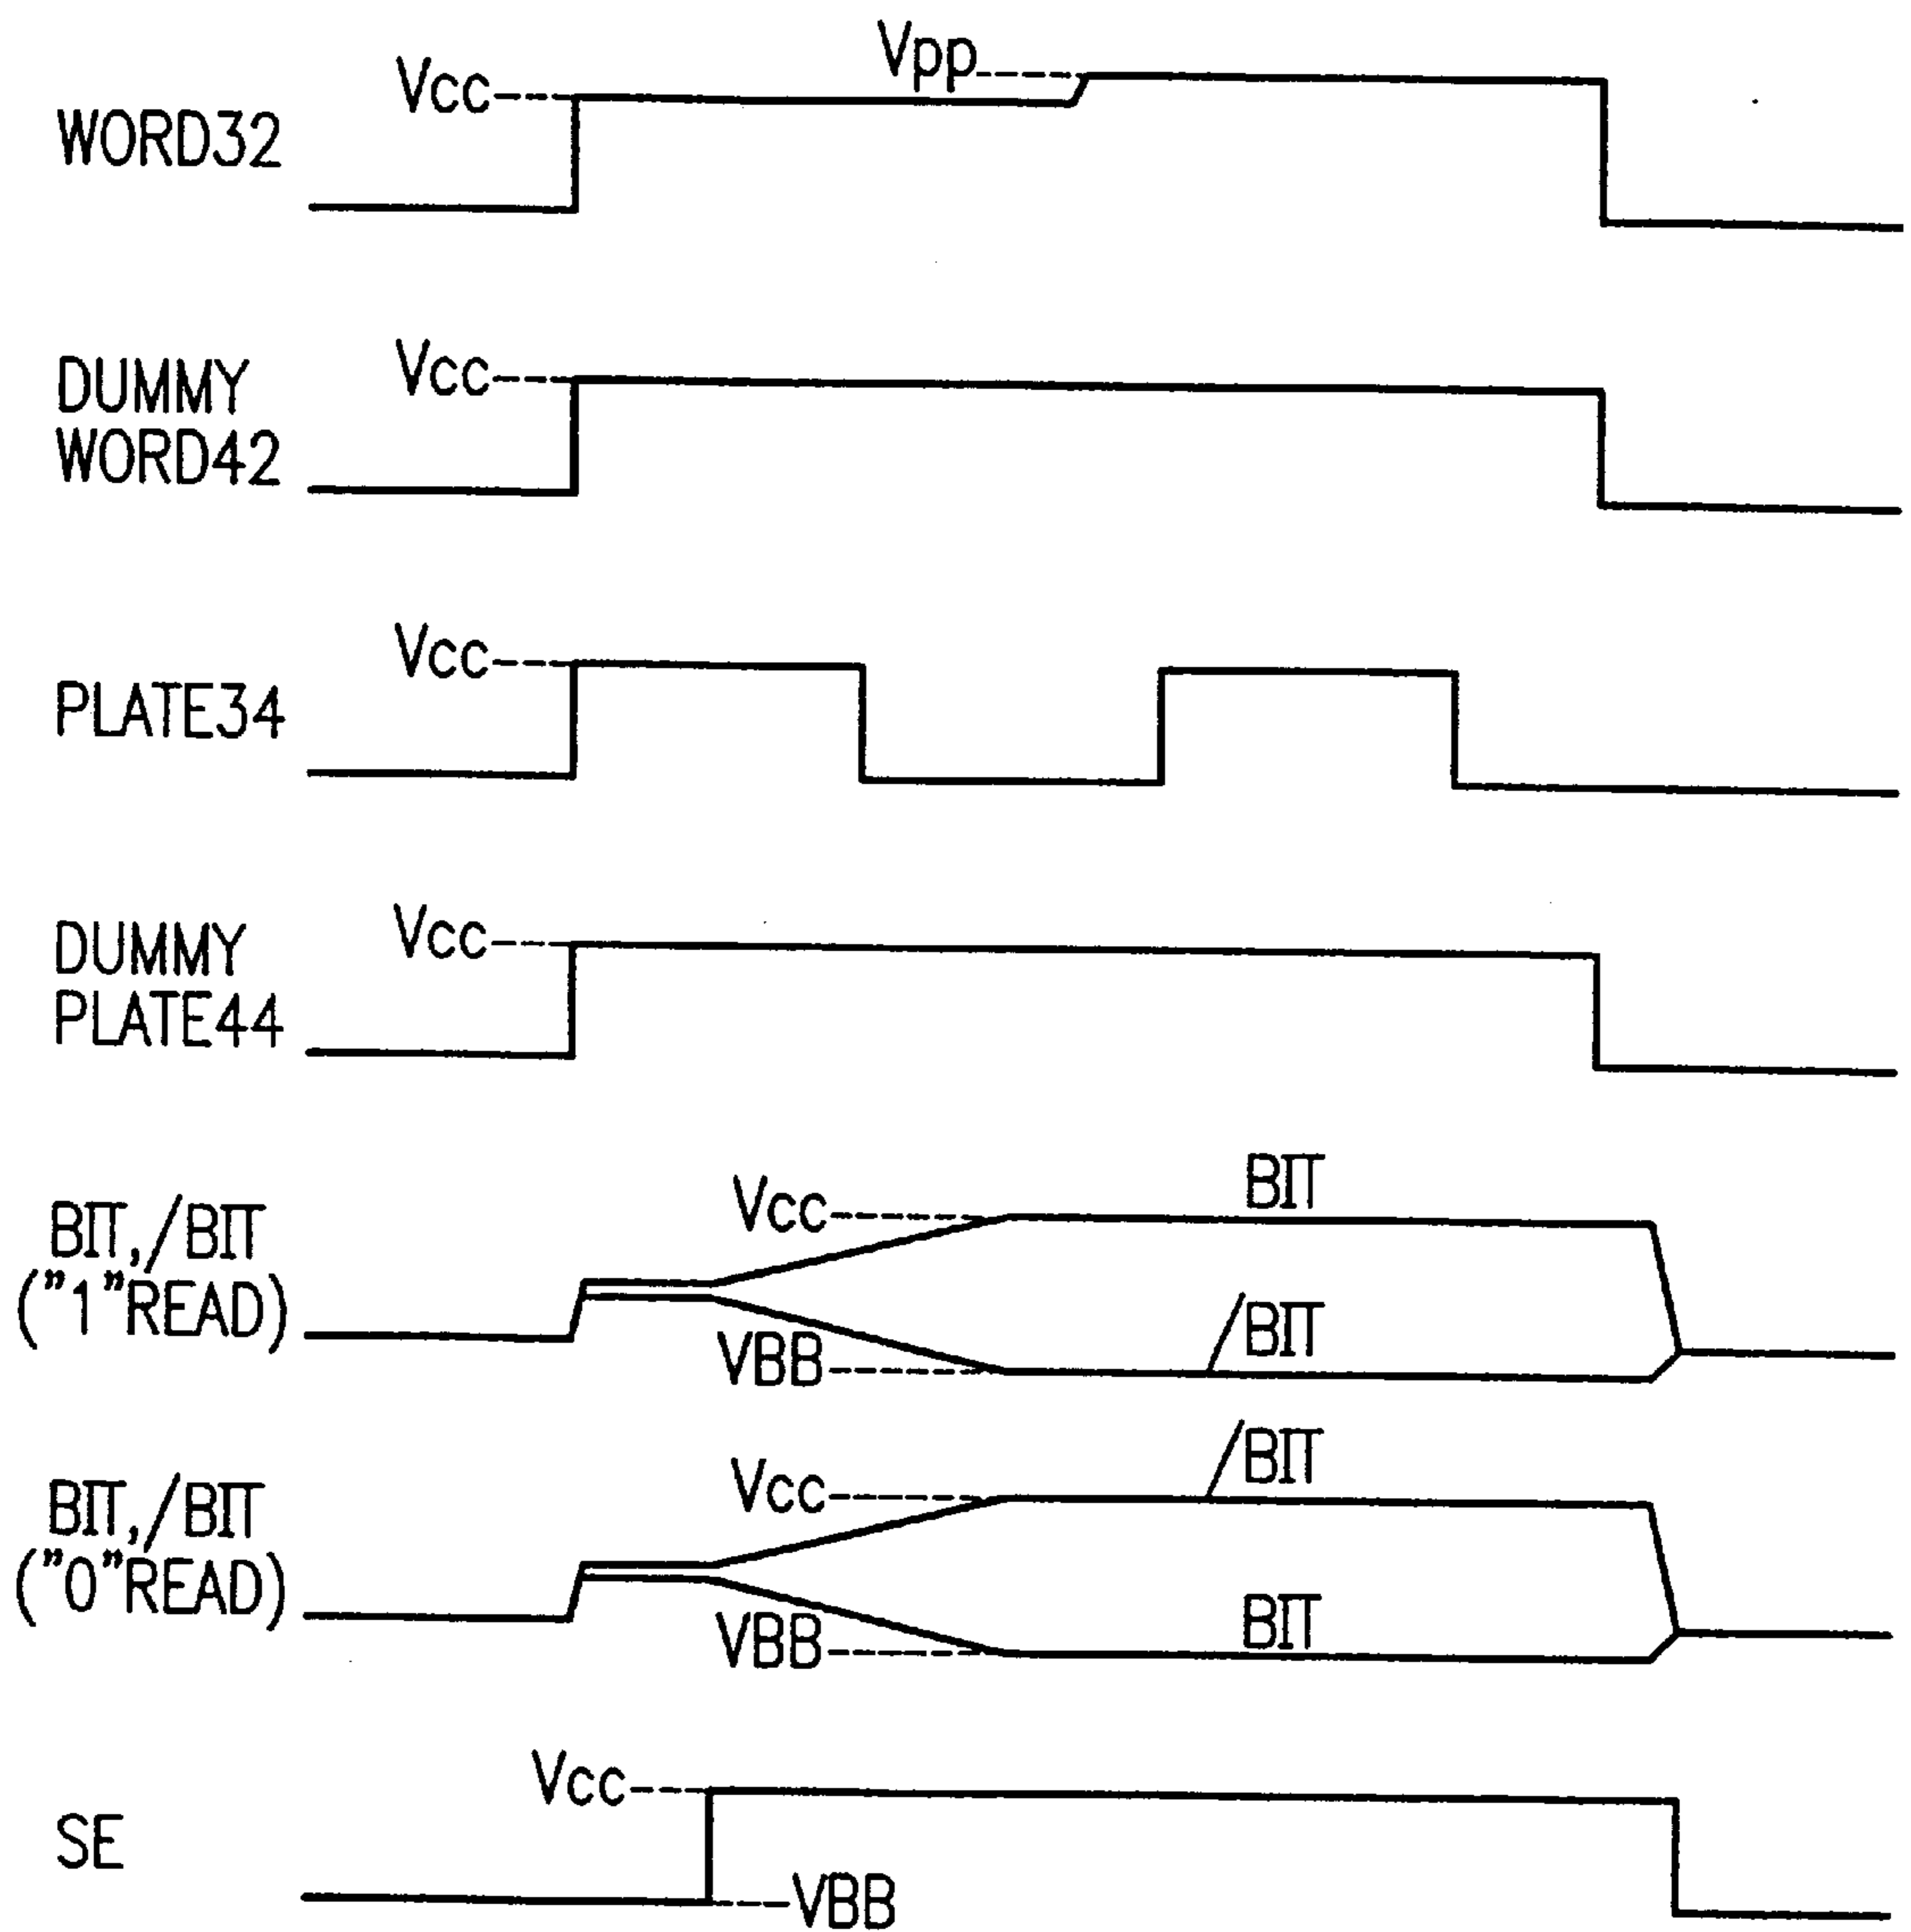 Vpp
Vcc
WORD32
Vcc
DUMMY
WORD42
Vcc
PLATE34
Vcc
DUMMY
PLATE44
BIT
Vcc
BIT,/BIT
("1"READ)
/BIT
VBB
/BIT
Vcc
BIT,/BIT
("0"READ)
BIT
VBB
Vcc
SE
VBB